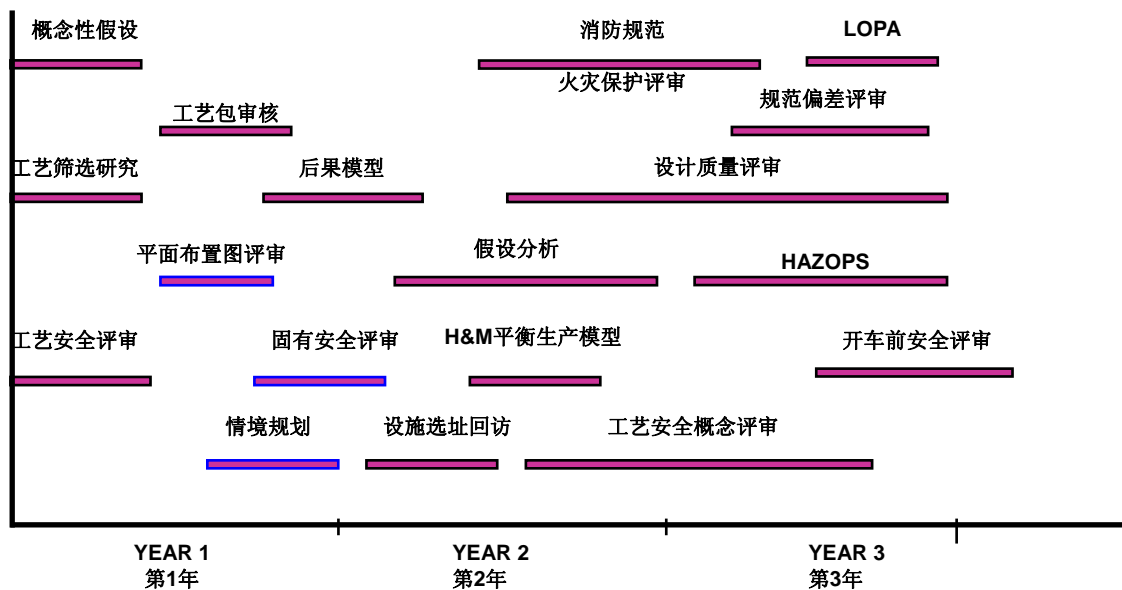 概念性假设
消防规范
LOPA
火灾保护评审
规范偏差评审
工艺包审核
工艺筛选研究
后果模型
设计质量评审
平面布置图评审
假设分析
HAZOPS
工艺安全评审
固有安全评审
H&M平衡生产模型
开车前安全评审
情境规划
设施选址回访
工艺安全概念评审
YEAR 1
YEAR 2
YEAR 3
第1年
第2年
第3年